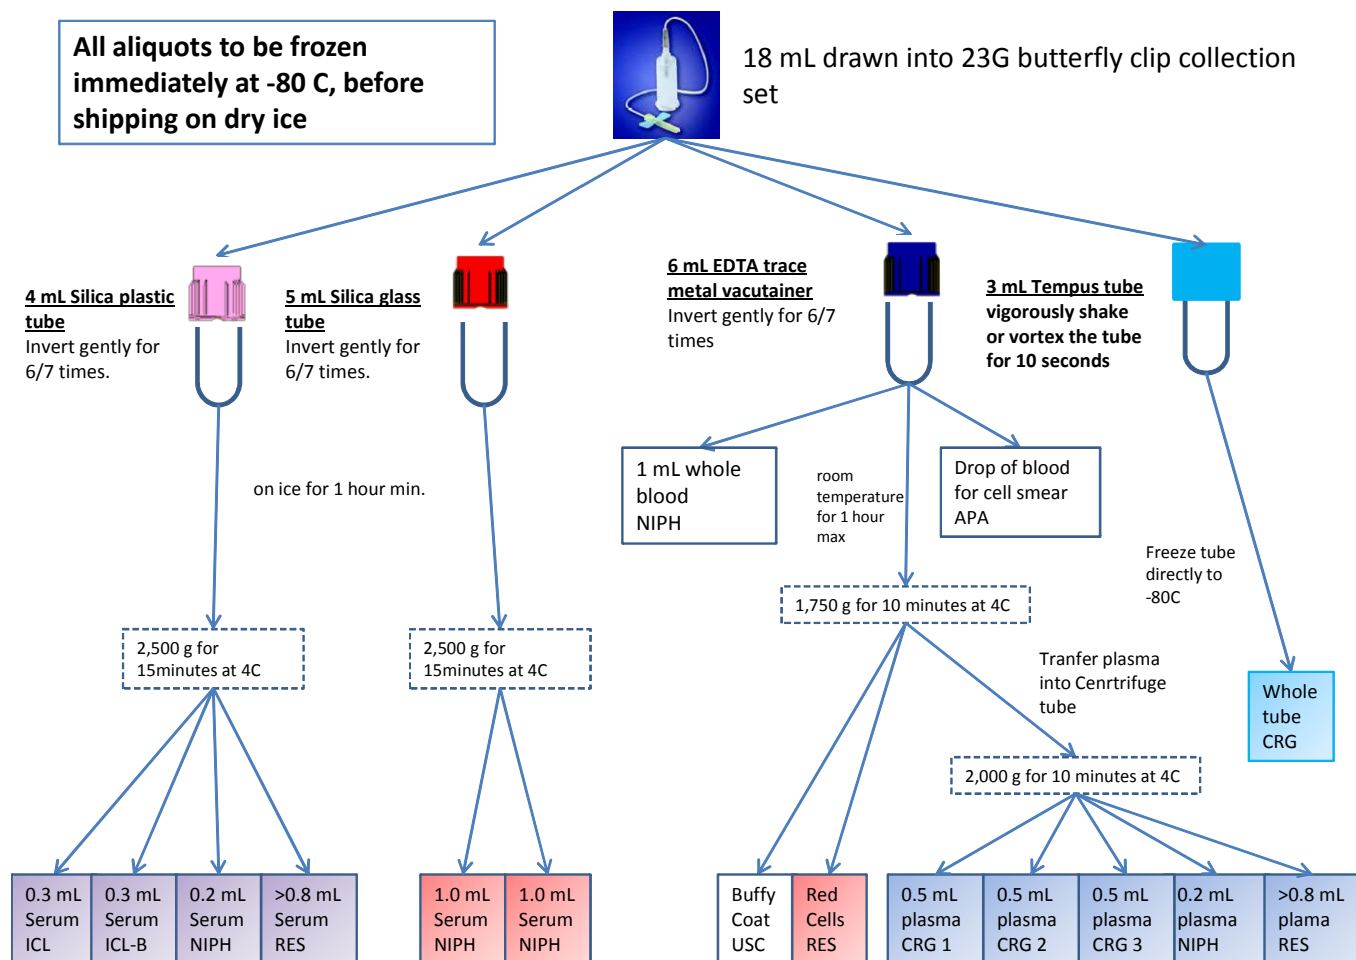 All aliquots to be frozen
immediately at -80 C, before
shipping on dry ice
18 mL drawn into 23G butterfly clip collection
set
4 mL Silica plastic
tube
Invert gently for
6/7 times.
5 mL Silica glass
tube
Invert gently for
6/7 times.
6 mL EDTA trace
metal vacutainer
Invert gently for 6/7
times
3 mL Tempus tube
vigorously shake
or vortex the tube
for 10 seconds
on ice for 1 hour min.
1 mL whole
blood
NIPH
room
temperature
for 1 hour
max
Drop of blood
for cell smear
APA
Freeze tube
directly to
-80C
2,500 g for
15minutes at 4C
2,500 g for
15minutes at 4C
1,750 g for 10 minutes at 4C
Tranfer plasma
into Cenrtrifuge
tube
Whole
tube
CRG
2,000 g for 10 minutes at 4C
0.3 mL
Serum
ICL
0.3 mL
Serum
ICL-B
0.2 mL
Serum
NIPH
>0.8 mL
Serum
RES
1.0 mL
Serum
NIPH
1.0 mL
Serum
NIPH
Buffy
Coat
USC
Red
Cells
RES
0.5 mL
plasma
CRG 1
0.5 mL
plasma
CRG 2
0.5 mL
plasma
CRG 3
0.2 mL
plasma
NIPH
>0.8 mL
plama
RES